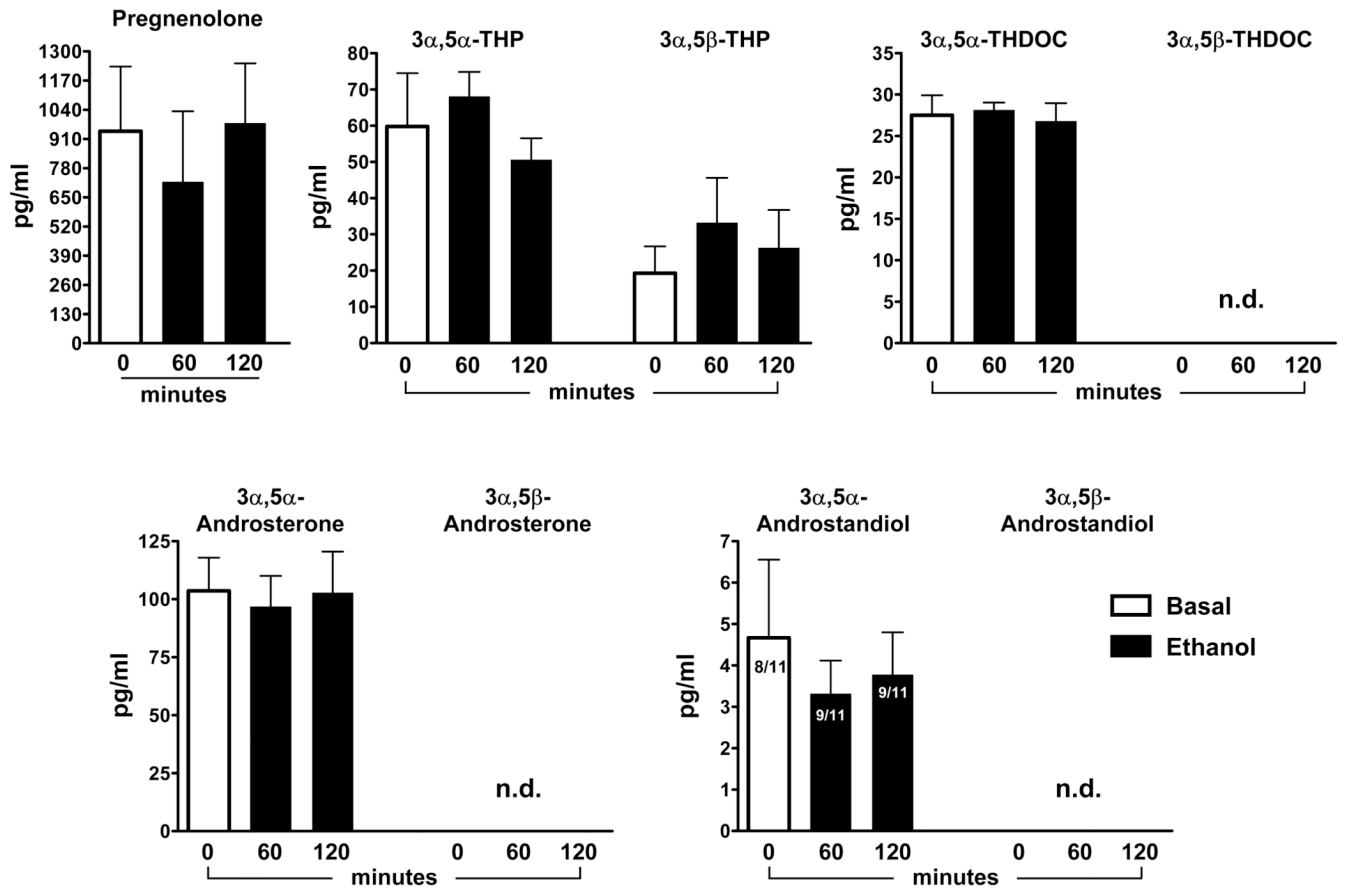 Pregnenolone
1300
1170
1040
910
780
650
520
390
260
130
0
pg/ml
0 60 120
minutes
3α,5α-THP 3α,5β-THP
80
70
60
50
40
30
20
10
0
pg/ml
0 60 120 0 60 120
minutes
3α,5α-THDOC 3α,5β-THDOC
35
30
25
20
15
10
5
0
pg/ml
n.d.
0 60 120 0 60 120
minutes
3α,5α- 3α,5β-
Androsterone Androsterone
125
100
75
50
25
0
pg/ml
n.d.
0 60 120 0 60 120
minutes
3α,5α- 3α,5β-
Androstandiol Androstandiol
7
6
5
4
3
2
1
0
pg/ml
8/11
9/11
9/11
n.d.
0 60 120 0 60 120
minutes
Basal
Ethanol